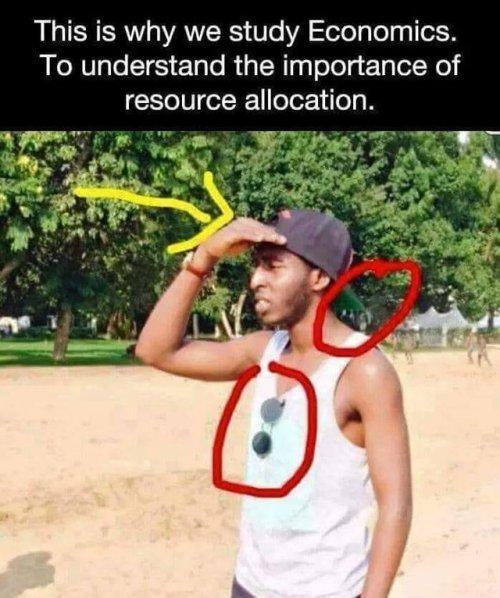 This is why we study Economics.
To understand the importance of
resource allocation.